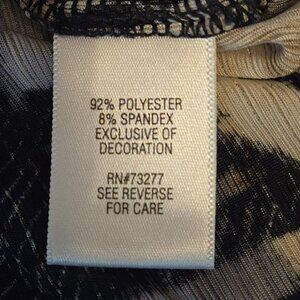 92% POLYESTER
8% SPANDEX
EXCLUSIVE OF
DECORATION
RN#73277
SEE REVERSE
FOR CARE